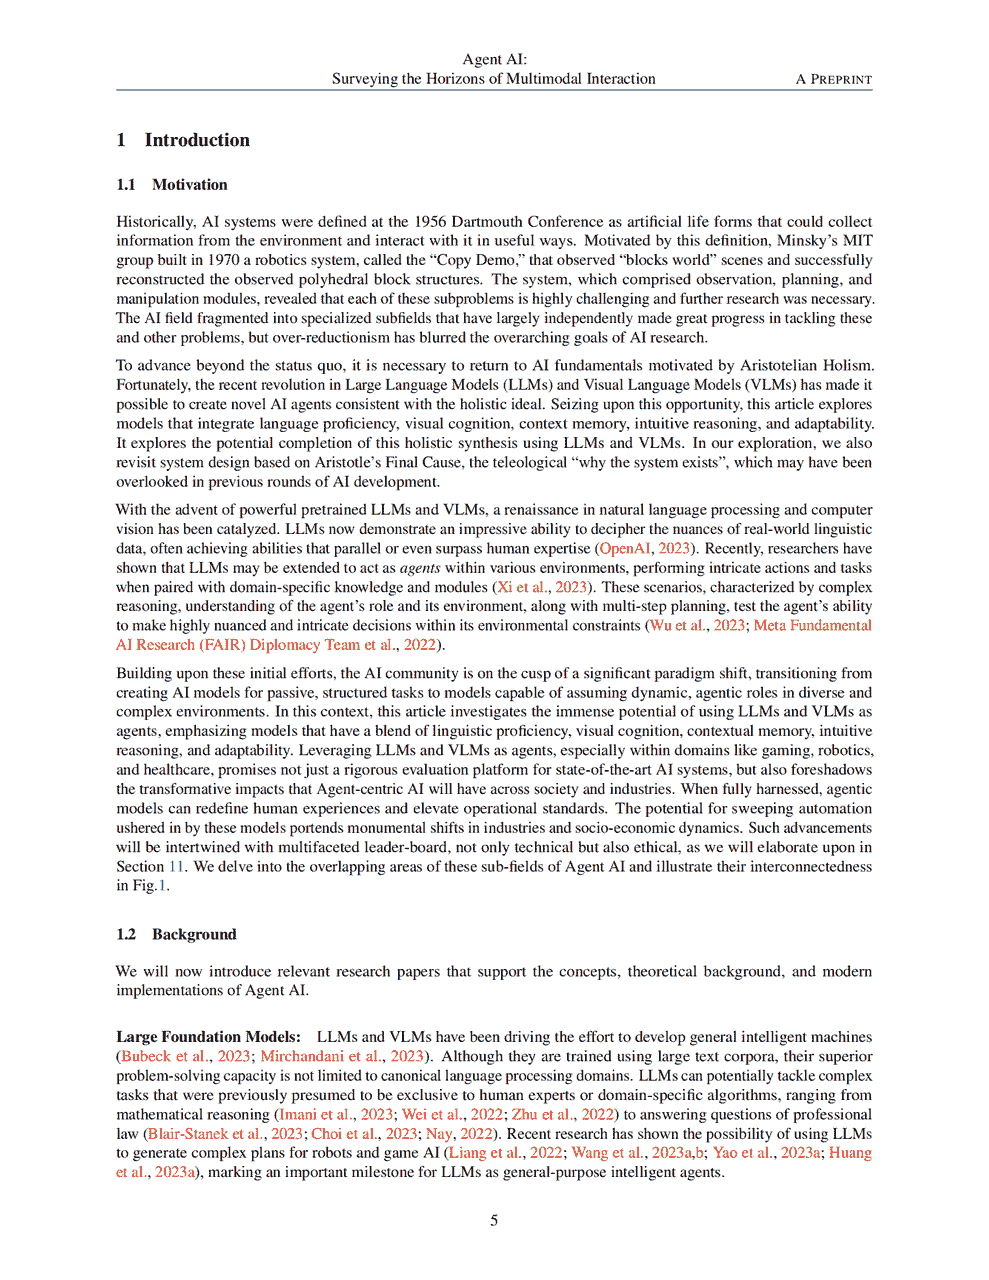 Agent AI:
Surveying the Horizons of Multimodal Interaction
A PREPRINT
1 Introduction
1.1 Motivation
Historically, AI systems were defined at the 1956 Dartmouth Conference as artificial life forms that could collect
information from the environment and interact with it in useful ways. Motivated by this definition, Minsky's MIT
group built in 1970 a robotics system, called the “Copy Demo,” that observed “blocks world” scenes and successfully
reconstructed the observed polyhedral block structures. The system, which comprised observation, planning, and
manipulation modules, revealed that each of these subproblems is highly challenging and further research was necessary.
The AI field fragmented into specialized subfields that have largely independently made great progress in tackling these
and other problems, but over-reductionism has blurred the overarching goals of AI research.
To advance beyond the status quo, it is necessary to return to AI fundamentals motivated by Aristotelian Holism.
Fortunately, the recent revolution in Large Language Models (LLMs) and Visual Language Models (VLMs) has made it
possible to create novel AI agents consistent with the holistic ideal. Seizing upon this opportunity, this article explores
models that integrate language proficiency, visual cognition, context memory, intuitive reasoning, and adaptability.
It explores the potential completion of this holistic synthesis using LLMs and VLMs. In our exploration, we also
revisit system design based on Aristotle's Final Cause, the teleological “why the system exists”, which may have been
overlooked in previous rounds of AI development.
With the advent of powerful pretrained LLMs and VLMs, a renaissance in natural language processing and computer
vision has been catalyzed. LLMs now demonstrate an impressive ability to decipher the nuances of real-world linguistic
data, often achieving abilities that parallel or even surpass human expertise (OpenAI, 2023). Recently, researchers have
shown that LLMs may be extended to act as agents within various environments, performing intricate actions and tasks
when paired with domain-specific knowledge and modules (Xi et al., 2023). These scenarios, characterized by complex
reasoning, understanding of the agent's role and its environment, along with multi-step planning, test the agent's ability
to make highly nuanced and intricate decisions within its environmental constraints (Wu et al., 2023; Meta Fundamental
AI Research (FAIR) Diplomacy Team et al., 2022).
Building upon these initial efforts, the AI community is on the cusp of a significant paradigm shift, transitioning from
creating AI models for passive, structured tasks to models capable of assuming dynamic, agentic roles in diverse and
complex environments. In this context, this article investigates the immense potential of using LLMs and VLMs as
agents, emphasizing models that have a blend of linguistic proficiency, visual cognition, contextual memory, intuitive
reasoning, and adaptability. Leveraging LLMs and VLMs as agents, especially within domains like gaming, robotics,
and healthcare, promises not just a rigorous evaluation platform for state-of-the-art AI systems, but also foreshadows
the transformative impacts that Agent-centric AI will have across society and industries. When fully harnessed, agentic
models can redefine human experiences and elevate operational standards. The potential for sweeping automation
ushered in by these models portends monumental shifts in industries and socio-economic dynamics. Such advancements
will be intertwined with multifaceted leader-board, not only technical but also ethical, as we will elaborate upon in
Section 11. We delve into the overlapping areas of these sub-fields of Agent AI and illustrate their interconnectedness
in Fig.1.
1.2 Background
We will now introduce relevant research papers that support the concepts, theoretical background, and modern
implementations of Agent AI.
Large Foundation Models: LLMs and VLMs have been driving the effort to develop general intelligent machines
(Bubeck et al., 2023; Mirchandani et al., 2023). Although they are trained using large text corpora, their superior
problem-solving capacity is not limited to canonical language processing domains. LLMs can potentially tackle complex
tasks that were previously presumed to be exclusive to human experts or domain-specific algorithms, ranging from
mathematical reasoning (Imani et al., 2023; Wei et al., 2022; Zhu et al., 2022) to answering questions of professional
law (Blair-Stanek et al., 2023; Choi et al., 2023; Nay, 2022). Recent research has shown the possibility of using LLMs
to generate complex plans for robots and game AI (Liang et al., 2022; Wang et al., 2023a,b; Yao et al., 2023a; Huang
et al., 2023a), marking an important milestone for LLMs as general-purpose intelligent agents.
5